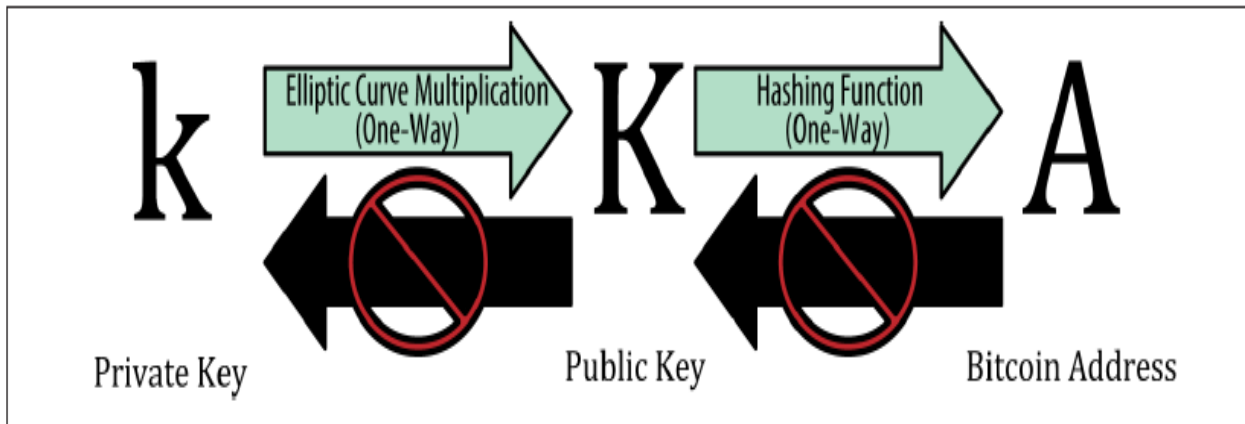 k
Elliptic Curve Multiplication
(One-Way)
K
Hashing Function
(One-Way)
A
Private Key
Public Key
Bitcoin Address